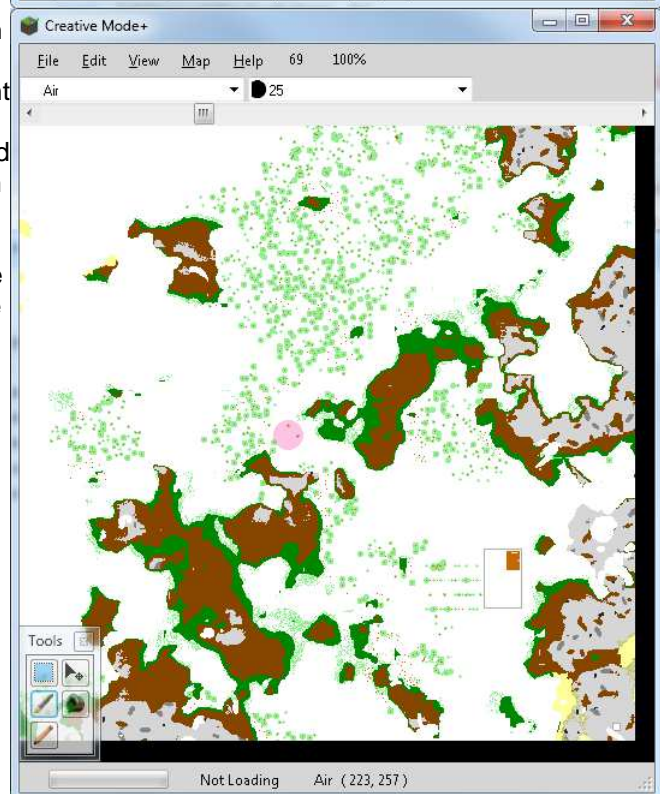 Creative Mode+
File Edit View Map Help 69 100%
Air 25
Tools
Not Loading Air ( 223, 257 )